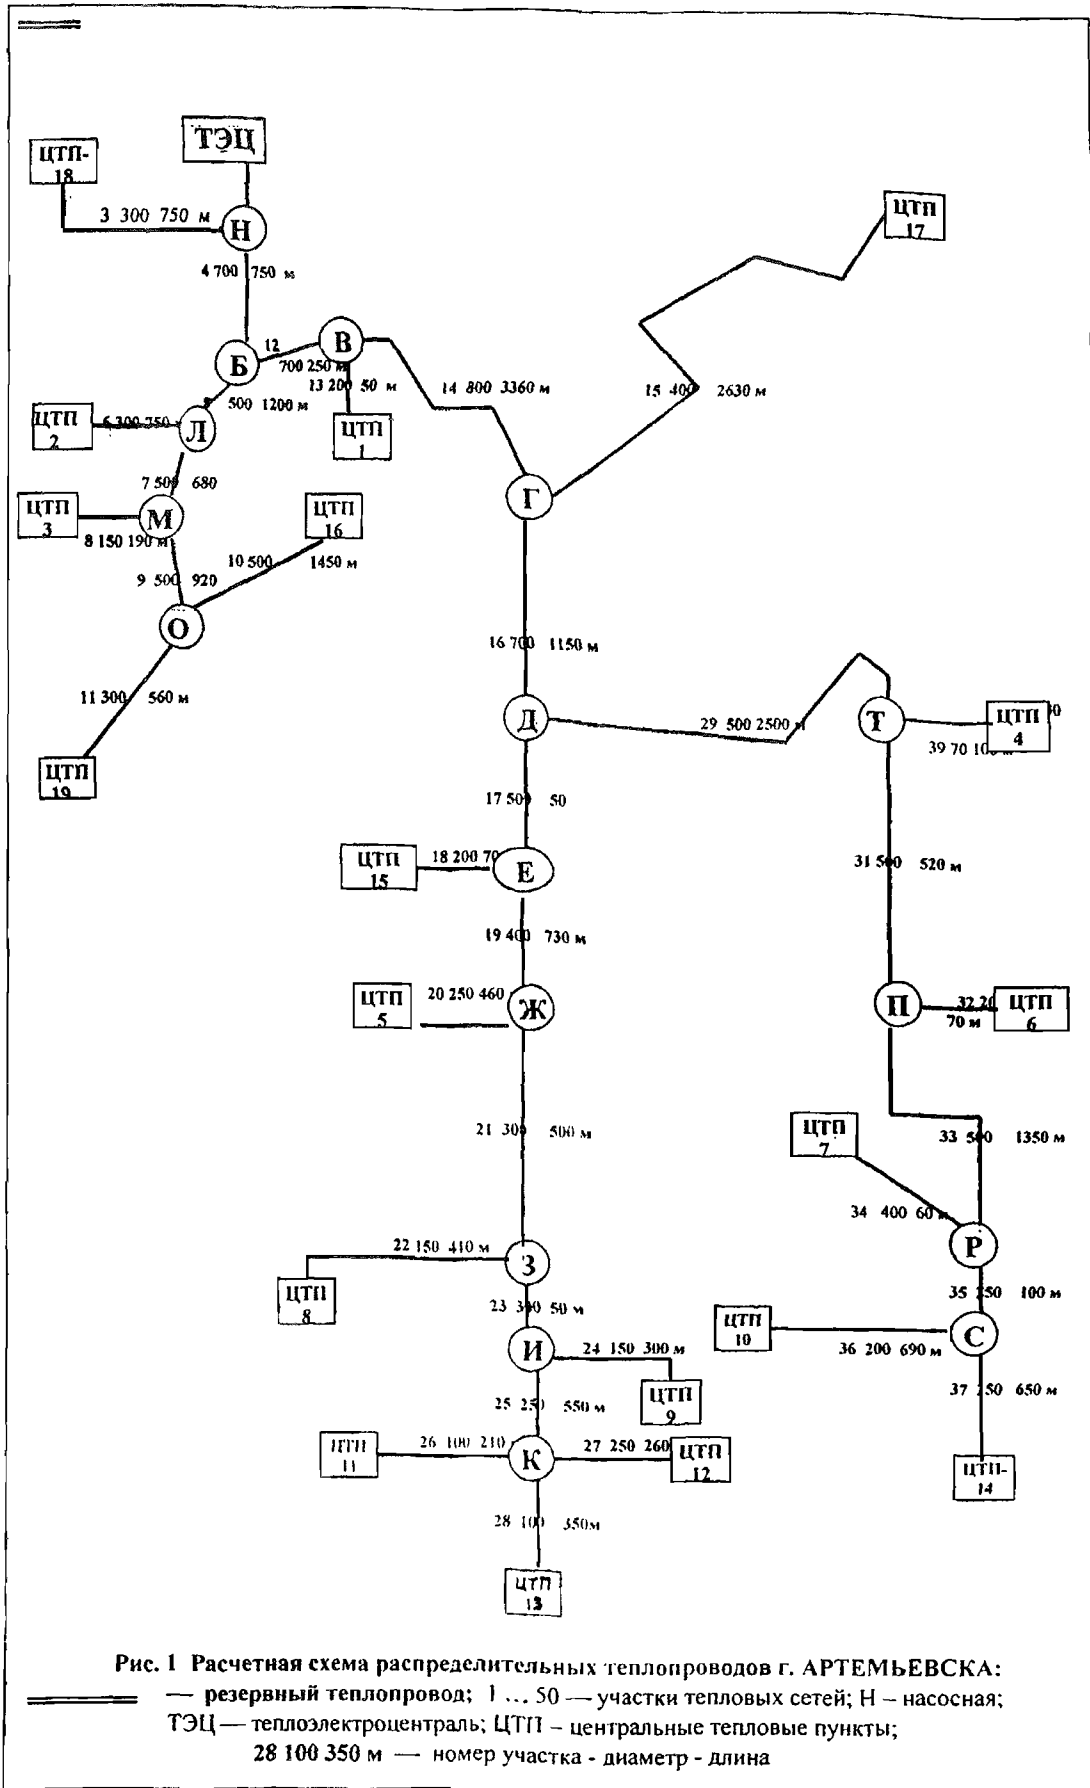 ТЭЦ
ЦТП-
18
3 300 750 м
Н
ЦТП
17
4 700 750 м
В
12
Б
700 250 м
13 200 50 м
14 800 3360 м
15 400 2630 м
500 1200 м
ЦТП
2
6 300 750
Л
ЦТП
1
7 500 680
Г
ЦТП
3
М
8 150 190 м
ЦТП
16
10 500 1450 м
9 500 920
О
16 700 1150 м
11 300 560 м
Д
29 500 2500 м
Т
ЦТП
4
39 70 100 м
ЦТП
19
17 500 50
ЦТП
15
18 200 70
Е
31 500 520 м
19 400 730 м
ЦТП
5
20 250 460
Ж
П
32 20
70 м
ЦТП
6
21 300 500 м
ЦТП
7
33 500 1350 м
34 400 60 м
Р
22 150 410 м
З
ЦТП
8
23 300 50 м
35 250 100 м
ЦТП
10
36 200 690 м
С
И
24 150 300 м
ЦТП
9
25 250 550 м
37 250 650 м
ЦТП
11
26 100 210
К
27 250 260
ЦТП
12
ЦТП-
14
28 100 350м
ЦТП
13
Рис. 1 Расчетная схема распределительных теплопроводов г. АРТЕМЬЕВСКА:
— резервный теплопровод; 1 ... 50 — участки тепловых сетей; Н – насосная;
ТЭЦ — теплоэлектроцентраль; ЦТП – центральные тепловые пункты;
28 100 350 м — номер участка - диаметр - длина